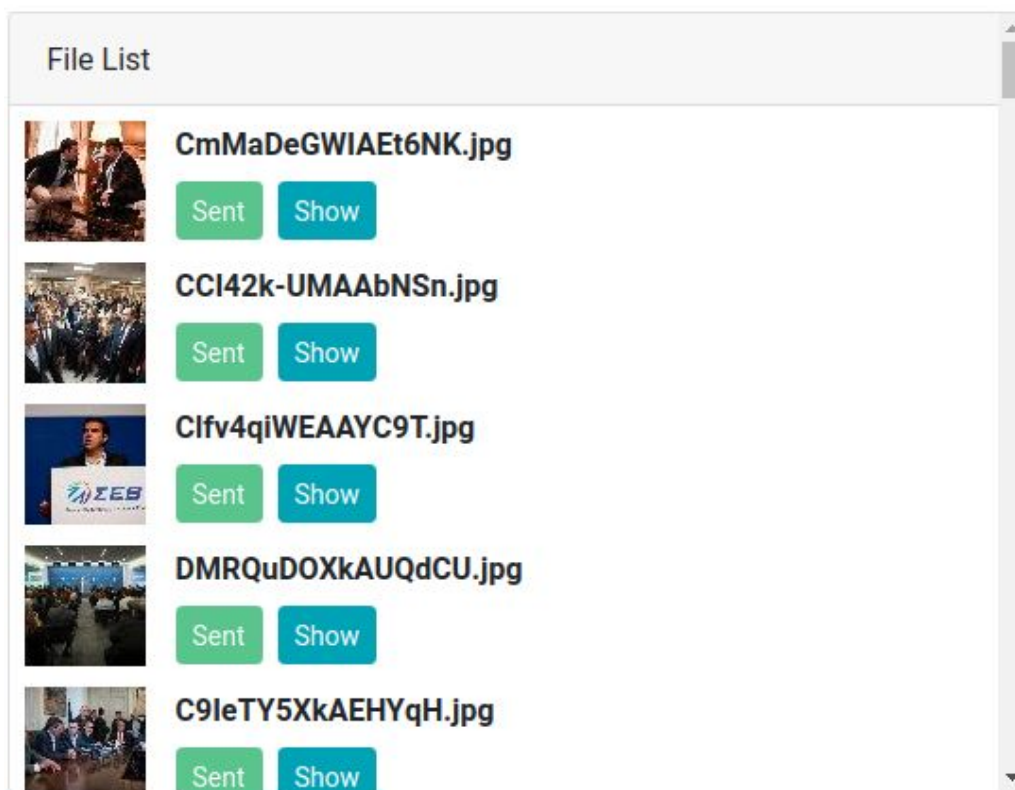 File List
CmMaDeGWIAEt6NK.jpg
Sent Show
CCI42k-UMAAbNSn.jpg
Sent Show
CIfv4qiWEAAYC9T.jpg
ΣΕΒ
Sent Show
DMRQuDOXkAUQdCU.jpg
Sent Show
C9IeTY5XkAEHYqH.jpg
Sent Show